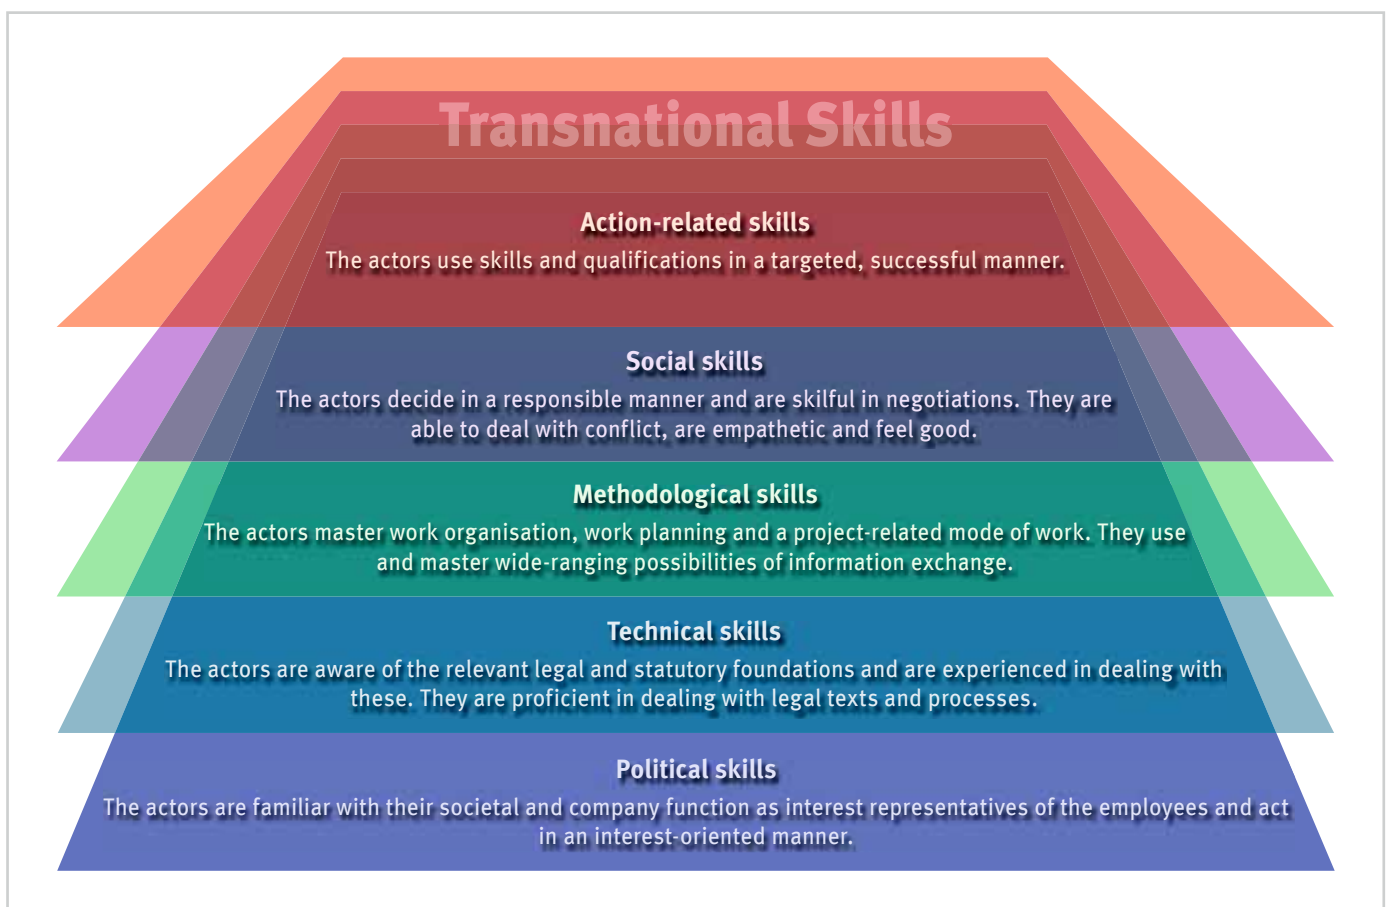 Transnational Skills
Action-related skills
The actors use skills and qualifications in a targeted, successful manner.
Social skills
The actors decide in a responsible manner and are skilful in negotiations. They are
able to deal with conflict, are empathetic and feel good.
Methodological skills
The actors master work organisation, work planning and a project-related mode of work. They use
and master wide-ranging possibilities of information exchange.
Technical skills
The actors are aware of the relevant legal and statutory foundations and are experienced in dealing with
these. They are proficient in dealing with legal texts and processes.
Political skills
The actors are familiar with their societal and company function as interest representatives of the employees and act
in an interest-oriented manner.